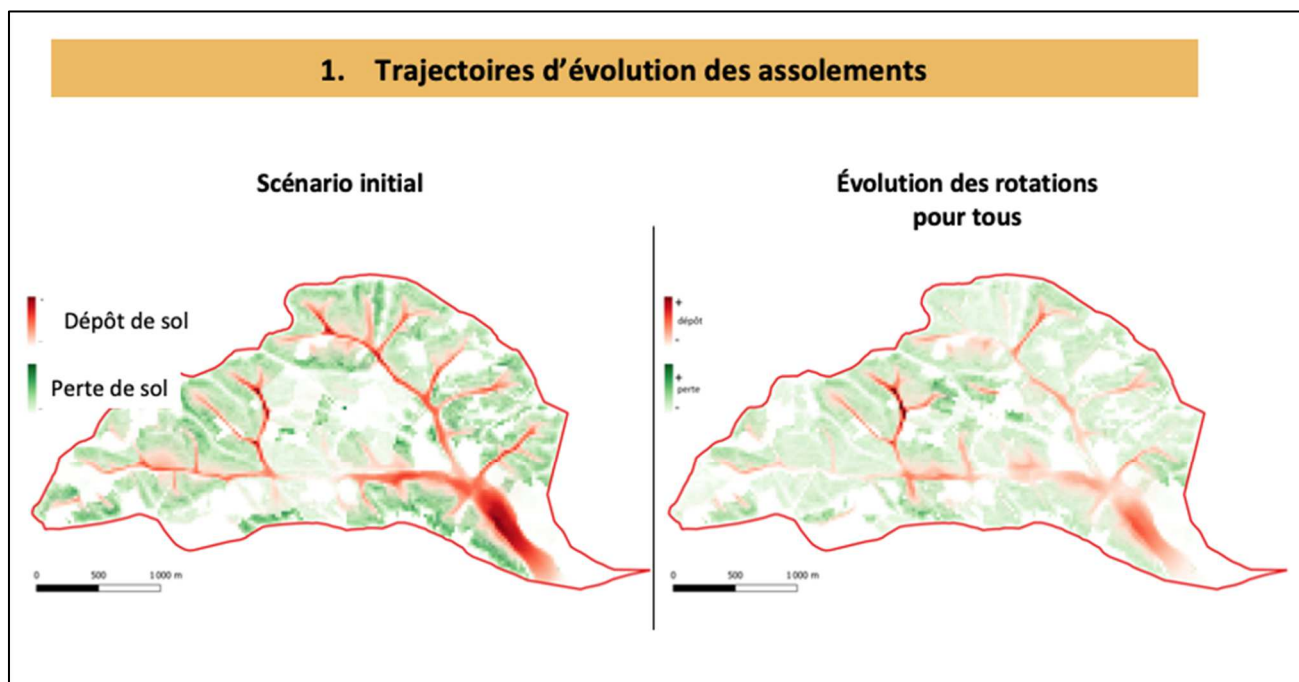 1. Trajectoires d'évolution des assolements
Scénario initial
Évolution des rotations
pour tous
Dépôt de sol
Perte de sol
+
dépôt
-
+
perte
-
0 500 1 000 m
0 500 1 000 m